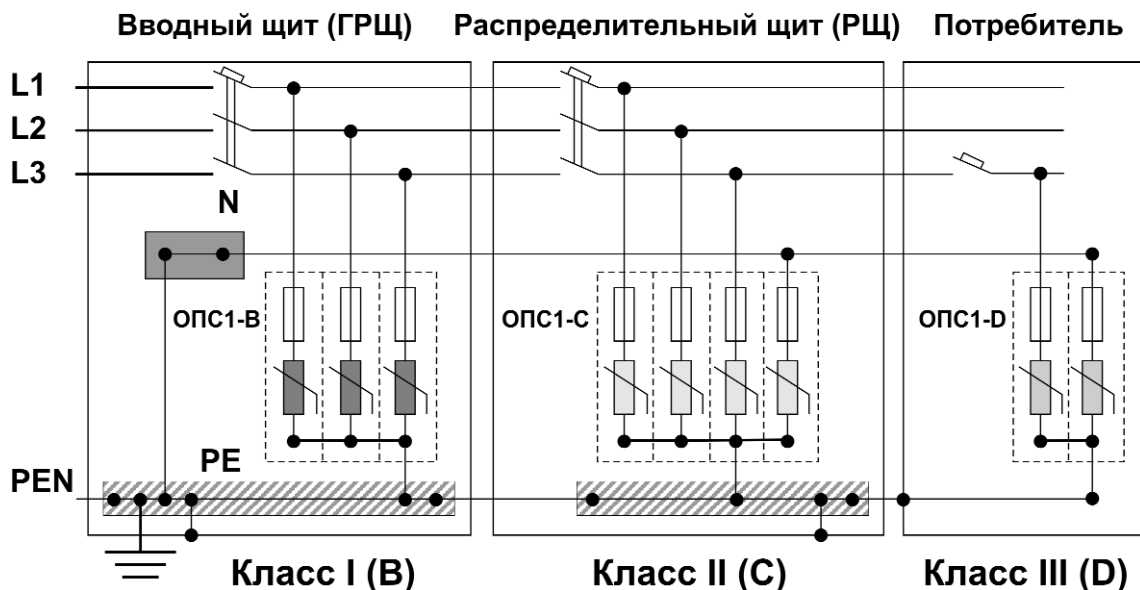 Вводный щит (ГРЩ) Распределительный щит (РЩ) Потребитель
L1
L2
L3
N
ОПС1-B ОПС1-C ОПС1-D
PE
PEN
Класс I (B) Класс II (C) Класс III (D)